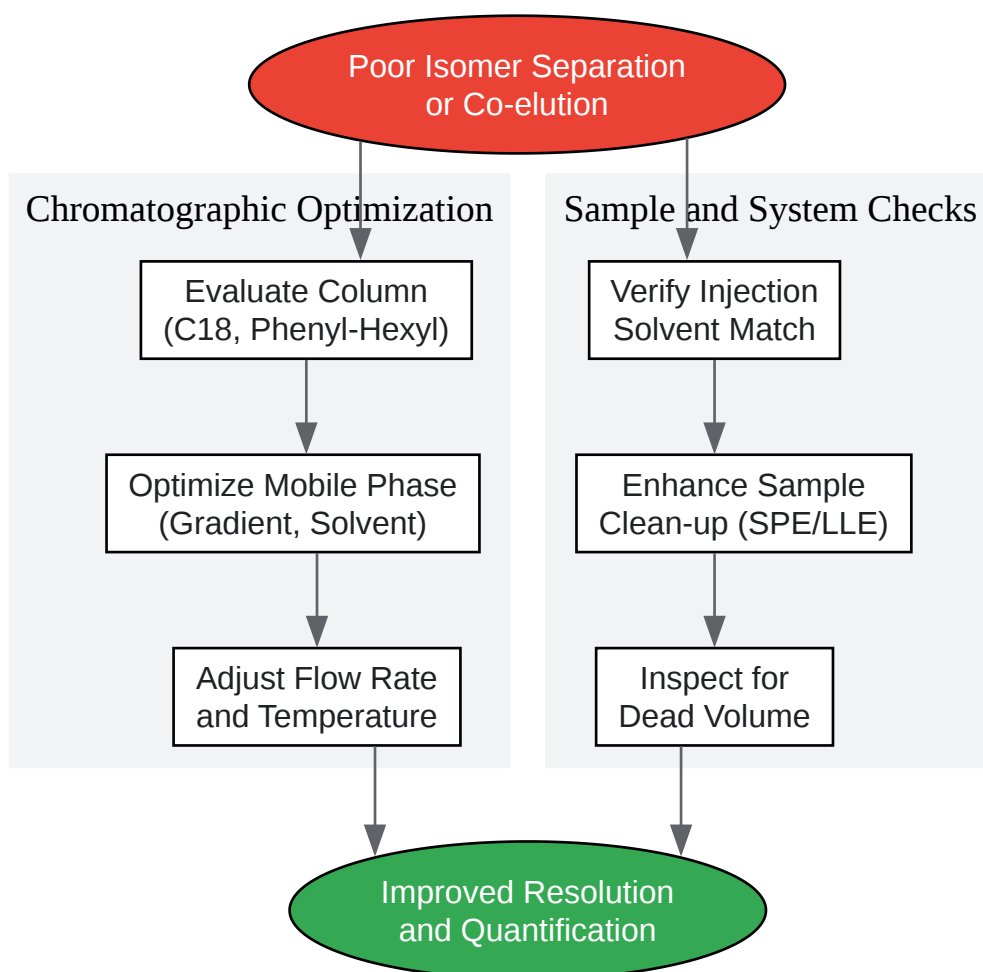 Poor Isomer Separation
or Co-elution
Chromatographic Optimization
Evaluate Column
(C18, Phenyl-Hexyl)
Optimize Mobile Phase
(Gradient, Solvent)
Adjust Flow Rate
and Temperature
Sample and System Checks
Verify Injection
Solvent Match
Enhance Sample
Clean-up (SPE/LLE)
Inspect for
Dead Volume
Improved Resolution
and Quantification